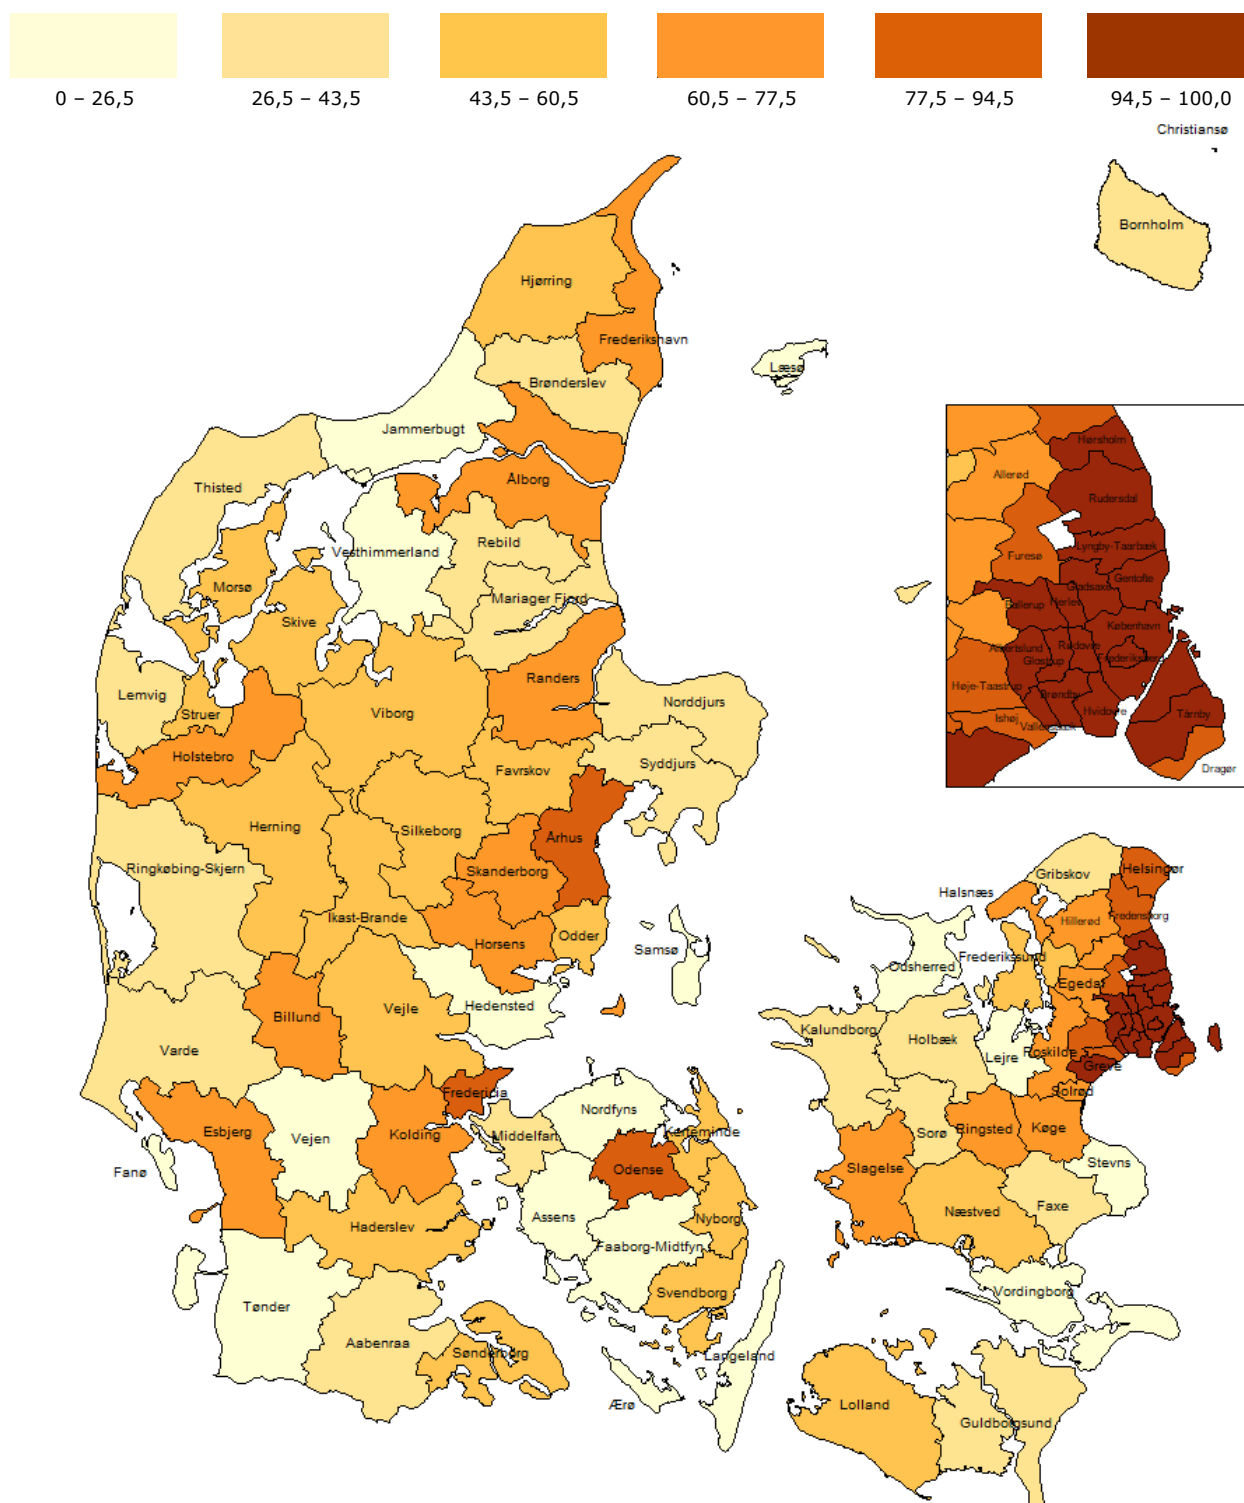 0 – 26,5 26,5 – 43,5 43,5 – 60,5 60,5 – 77,5 77,5 – 94,5 94,5 – 100,0
Christiansø
Bornholm
Hjørring
Frederikshavn
Læsø
Brønderslev
Jammerbugt
Hørsholm
Allerød
Ålborg
Thisted
Rudersdal
Rebild
Vesthimmerland
Lyngby-Taarbæk
Furesø
Gentofte
Gladsaxe
Morsø
Mariager Fjord
Ballerup
Herlev
Skive
København
Albertslund
Rødovre
Frederiksberg
Glostrup
Randers
Høje-Taastrup
Lemvig
Norddjurs
Brøndby
Struer
Viborg
Hvidovre
Tårnby
Ishøj
Vallensbæk
Holstebro
Favrskov
Syddjurs
Dragør
Herning
Silkeborg
Århus
Ringkøbing-Skjern
Skanderborg
Gribskov
Helsingør
Halsnæs
Ikast-Brande
Hillerød
Fredensborg
Horsens
Odder
Samsø
Frederikssund
Odsherred
Egedal
Hedensted
Billund
Vejle
Kalundborg
Holbæk
Varde
Lejre
Roskilde
Greve
Fredericia
Solrød
Nordfyns
Esbjerg
Vejen
Kolding
Middelfart
Kerteminde
Sorø
Ringsted
Køge
Fanø
Odense
Slagelse
Stevns
Faxe
Haderslev
Assens
Nyborg
Næstved
Faaborg-Midtfyn
Tønder
Svendborg
Vordingborg
Aabenraa
Sønderborg
Langeland
Ærø
Lolland
Guldborgsund